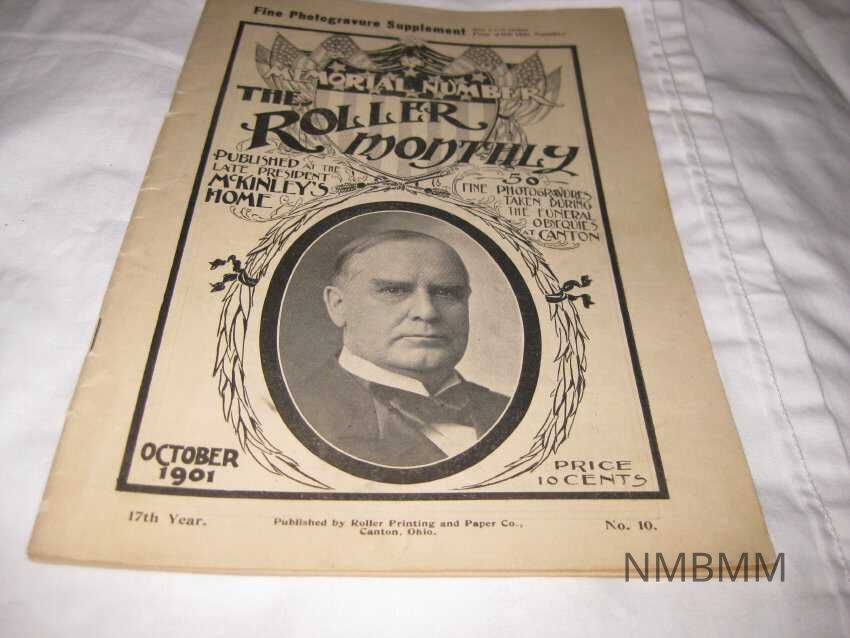 Fine Photogravure Supplement
MEMORIAL NUMBER
THE
ROLLER
MONTHLY
PUBLISHED AT THE
LATE PRESIDENT
McKINLEY'S
HOME
50
FINE PHOTOGRAVURES
TAKEN DURING
THE FUNERAL
OBSEQUIES
AT CANTON
OCTOBER
1901
PRICE
10 CENTS
17th Year.
Published by Roller Printing and Paper Co.,
Canton, Ohio.
No. 10.
NMBMM